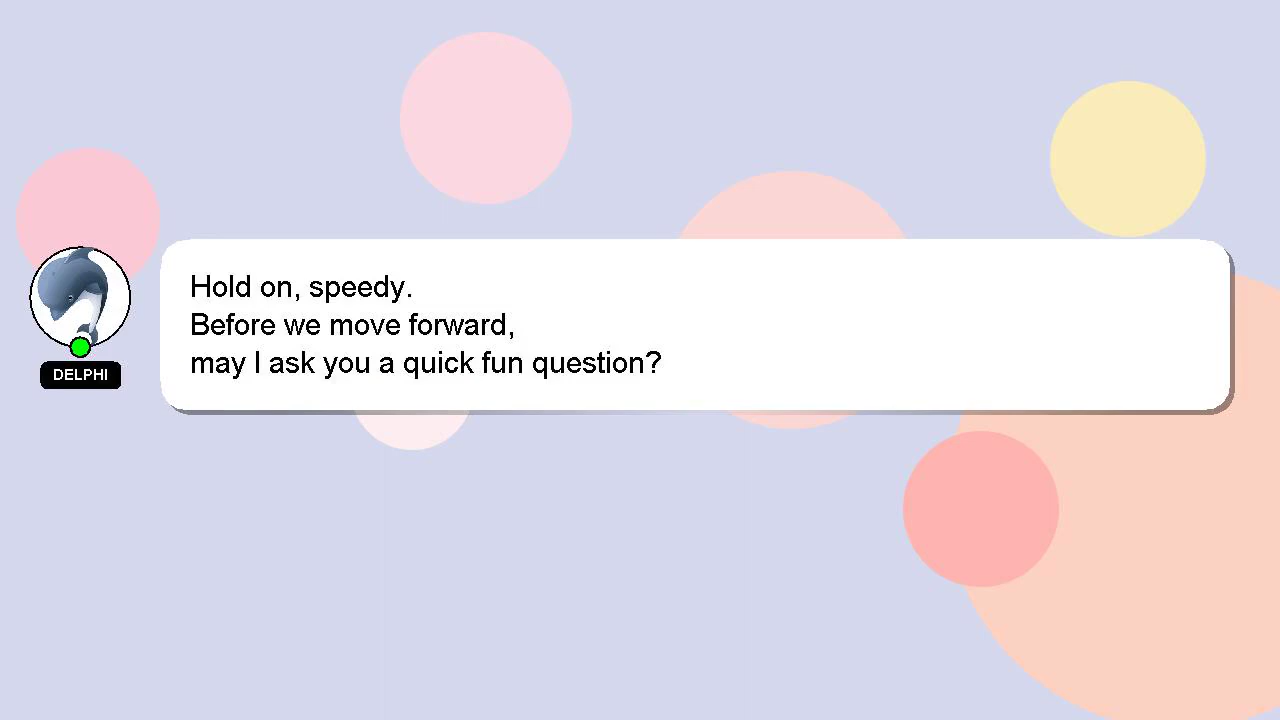 Hold on, speedy.
Before we move forward,
may I ask you a quick fun question?
DELPHI